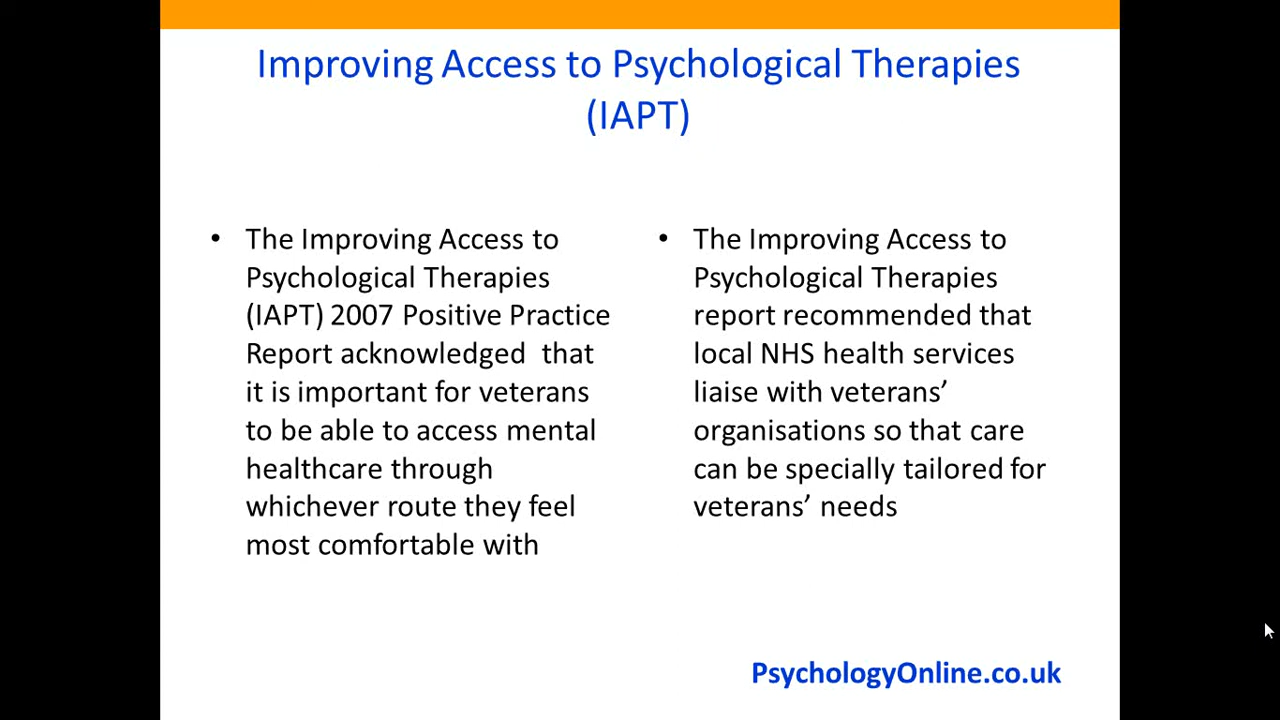 Improving Access to Psychological Therapies
(IAPT)
• The Improving Access to
Psychological Therapies
(IAPT) 2007 Positive Practice
Report acknowledged  that
it is important for veterans
to be able to access mental
healthcare through
whichever route they feel
most comfortable with
• The Improving Access to
Psychological Therapies
report recommended that
local NHS health services
liaise with veterans’
organisations so that care
can be specially tailored for
veterans’ needs
PsychologyOnline.co.uk